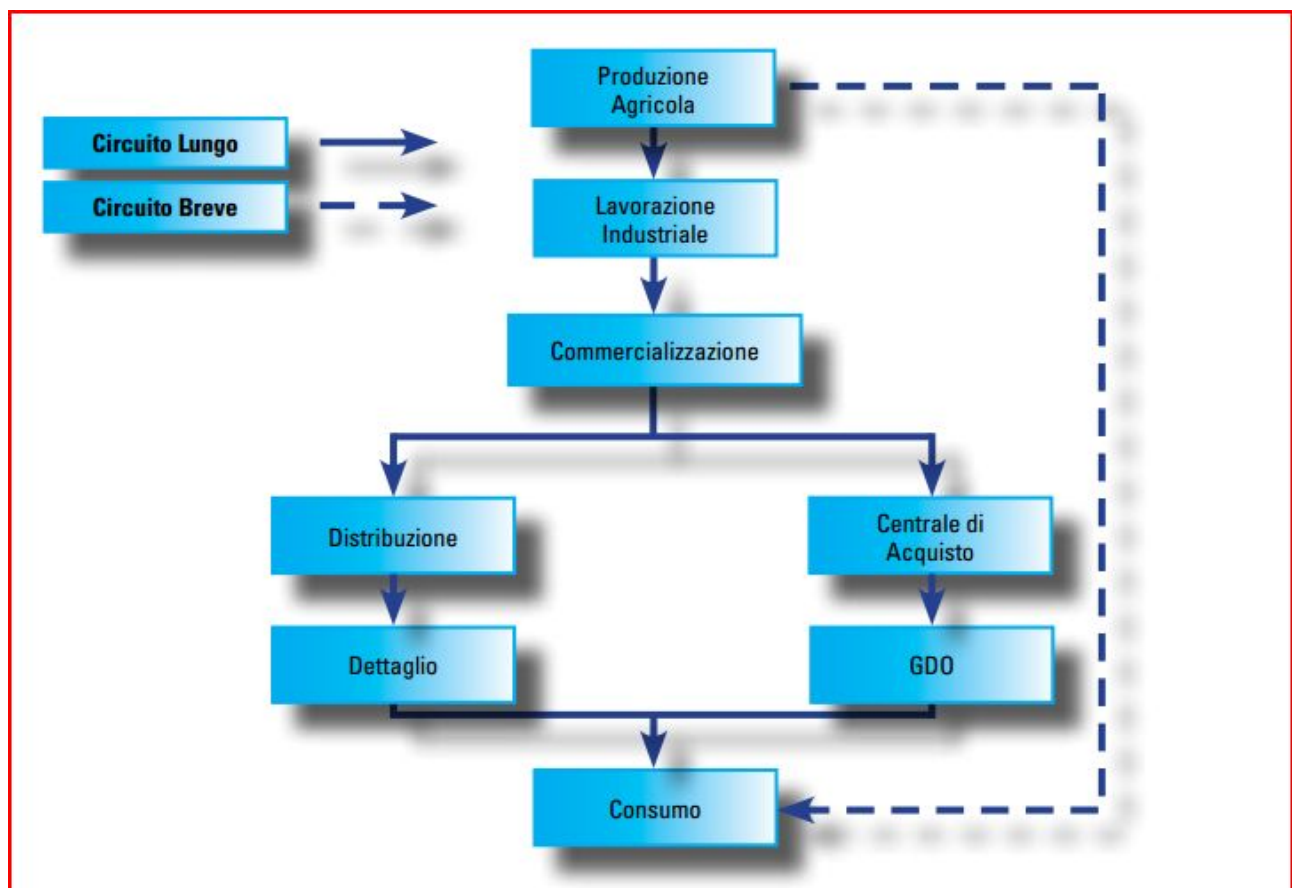 Produzione
Agricola
Circuito Lungo
Circuito Breve
Lavorazione
Industriale
Commercializzazione
Distribuzione
Centrale di
Acquisto
Dettaglio
GDO
Consumo